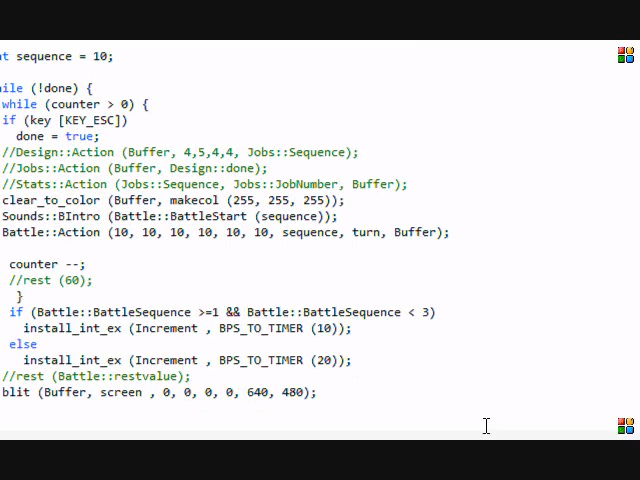 nt sequence = 10;
ile (!done) {
while (counter > 0) {
if (key [KEY_ESC])
done = true;
//Design::Action (Buffer, 4,5,4,4, Jobs::Sequence);
//Jobs::Action (Buffer, Design::done);
//Stats::Action (Jobs::Sequence, Jobs::JobNumber, Buffer);
clear_to_color (Buffer, makecol (255, 255, 255));
Sounds::BIntro (Battle::BattleStart (sequence));
Battle::Action (10, 10, 10, 10, 10, 10, sequence, turn, Buffer);
counter --;
//rest (60);
}
if (Battle::BattleSequence >=1 && Battle::BattleSequence < 3)
install_int_ex (Increment , BPS_TO_TIMER (10));
else
install_int_ex (Increment , BPS_TO_TIMER (20));
//rest (Battle::restvalue);
blit (Buffer, screen , 0, 0, 0, 0, 640, 480);